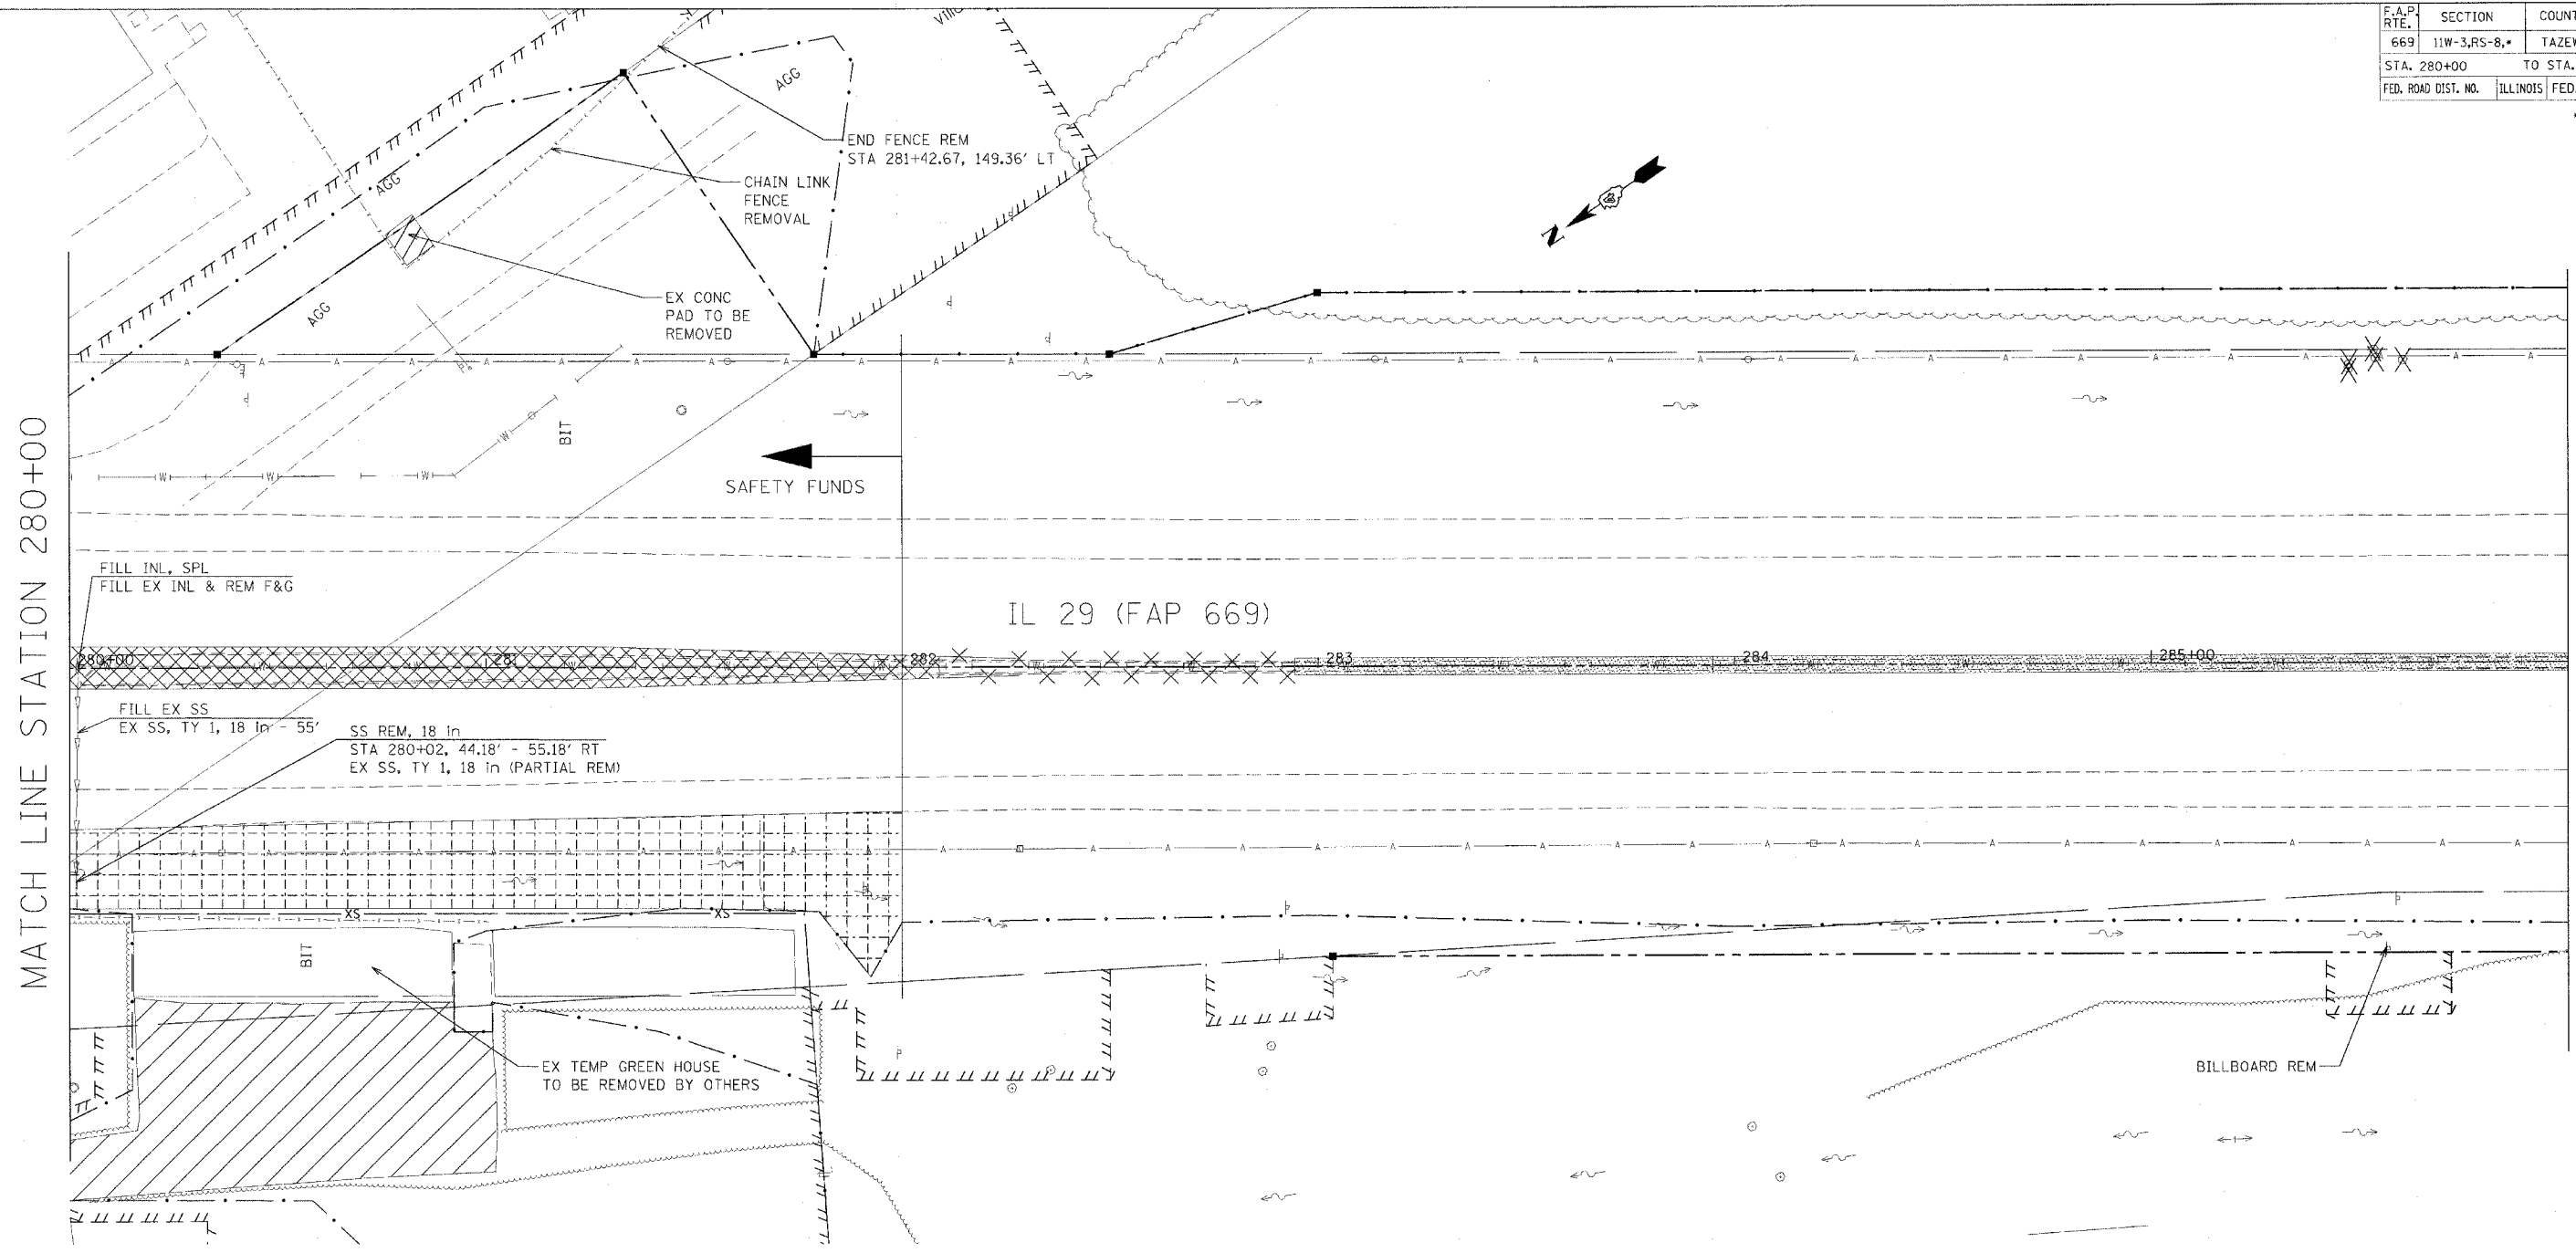 F.A.P. RTE. SECTION
669 11W-3,RS-8,*
STA. 280+00 TO STA.
FED. ROAD DIST. NO. ILLINOIS FED.
AGG
END FENCE REM
STA 281+42.67, 149.36' LT
CHAIN LINK
FENCE
REMOVAL
AGG
N
EX CONC
PAD TO BE
REMOVED
AGG
BIT
SAFETY FUNDS
MATCH LINE STATION 280+00
FILL INL, SPL
FILL EX INL & REM F&G
IL 29 (FAP 669)
280+00
281
282
283
284
285+00
FILL EX SS
EX SS, TY 1, 18 in - 55'
SS REM, 18 in
STA 280+02, 44.18' - 55.18' RT
EX SS, TY 1, 18 in (PARTIAL REM)
XS
XS
BIT
EX TEMP GREEN HOUSE
TO BE REMOVED BY OTHERS
BILLBOARD REM